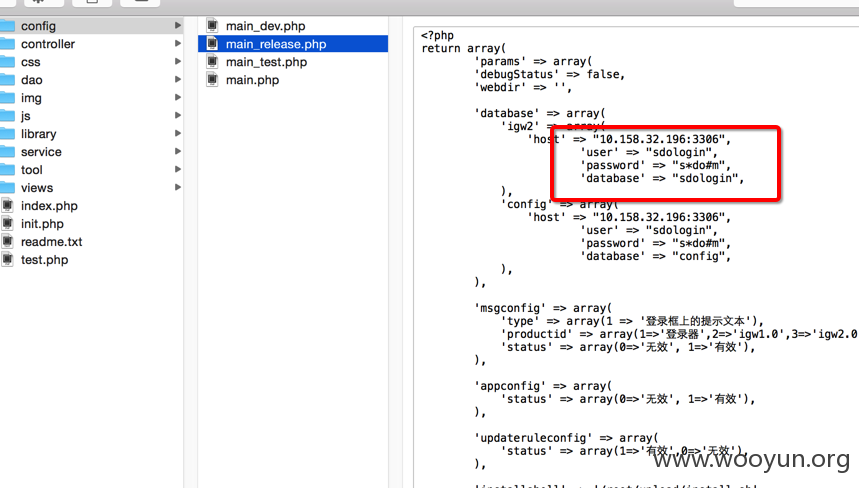 config
controller
css
dao
img
js
library
service
tool
views
index.php
init.php
readme.txt
test.php
main_dev.php
main_release.php
main_test.php
main.php
<?php
return array(
'params' => array(
'debugStatus' => false,
'webdir' => '',
'database' => array(
'igw2' => array(
'host' => "10.158.32.196:3306",
'user' => "sdologin",
'password' => "s*do#m",
'database' => "sdologin",
),
'config' => array(
'host' => "10.158.32.196:3306",
'user' => "sdologin",
'password' => "s*do#m",
'database' => "config",
),
),
'msgconfig' => array(
'type' => array(1 => '登录框上的提示文本'),
'productid' => array(1=>'登录器',2=>'igw1.0',3=>'igw2.0
'status' => array(0=>'无效', 1=>'有效'),
),
'appconfig' => array(
'status' => array(0=>'无效', 1=>'有效'),
),
'updateruleconfig' => array(
'status' => array(1=>'有效',0=>'无效'),
),
www.wooyun.org